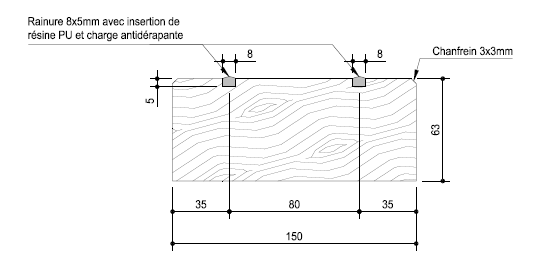 Rainure 8x5mm avec insertion de
résine PU et charge antidérapante
8
8
Chanfrein 3x3mm
5
63
35
80
35
150